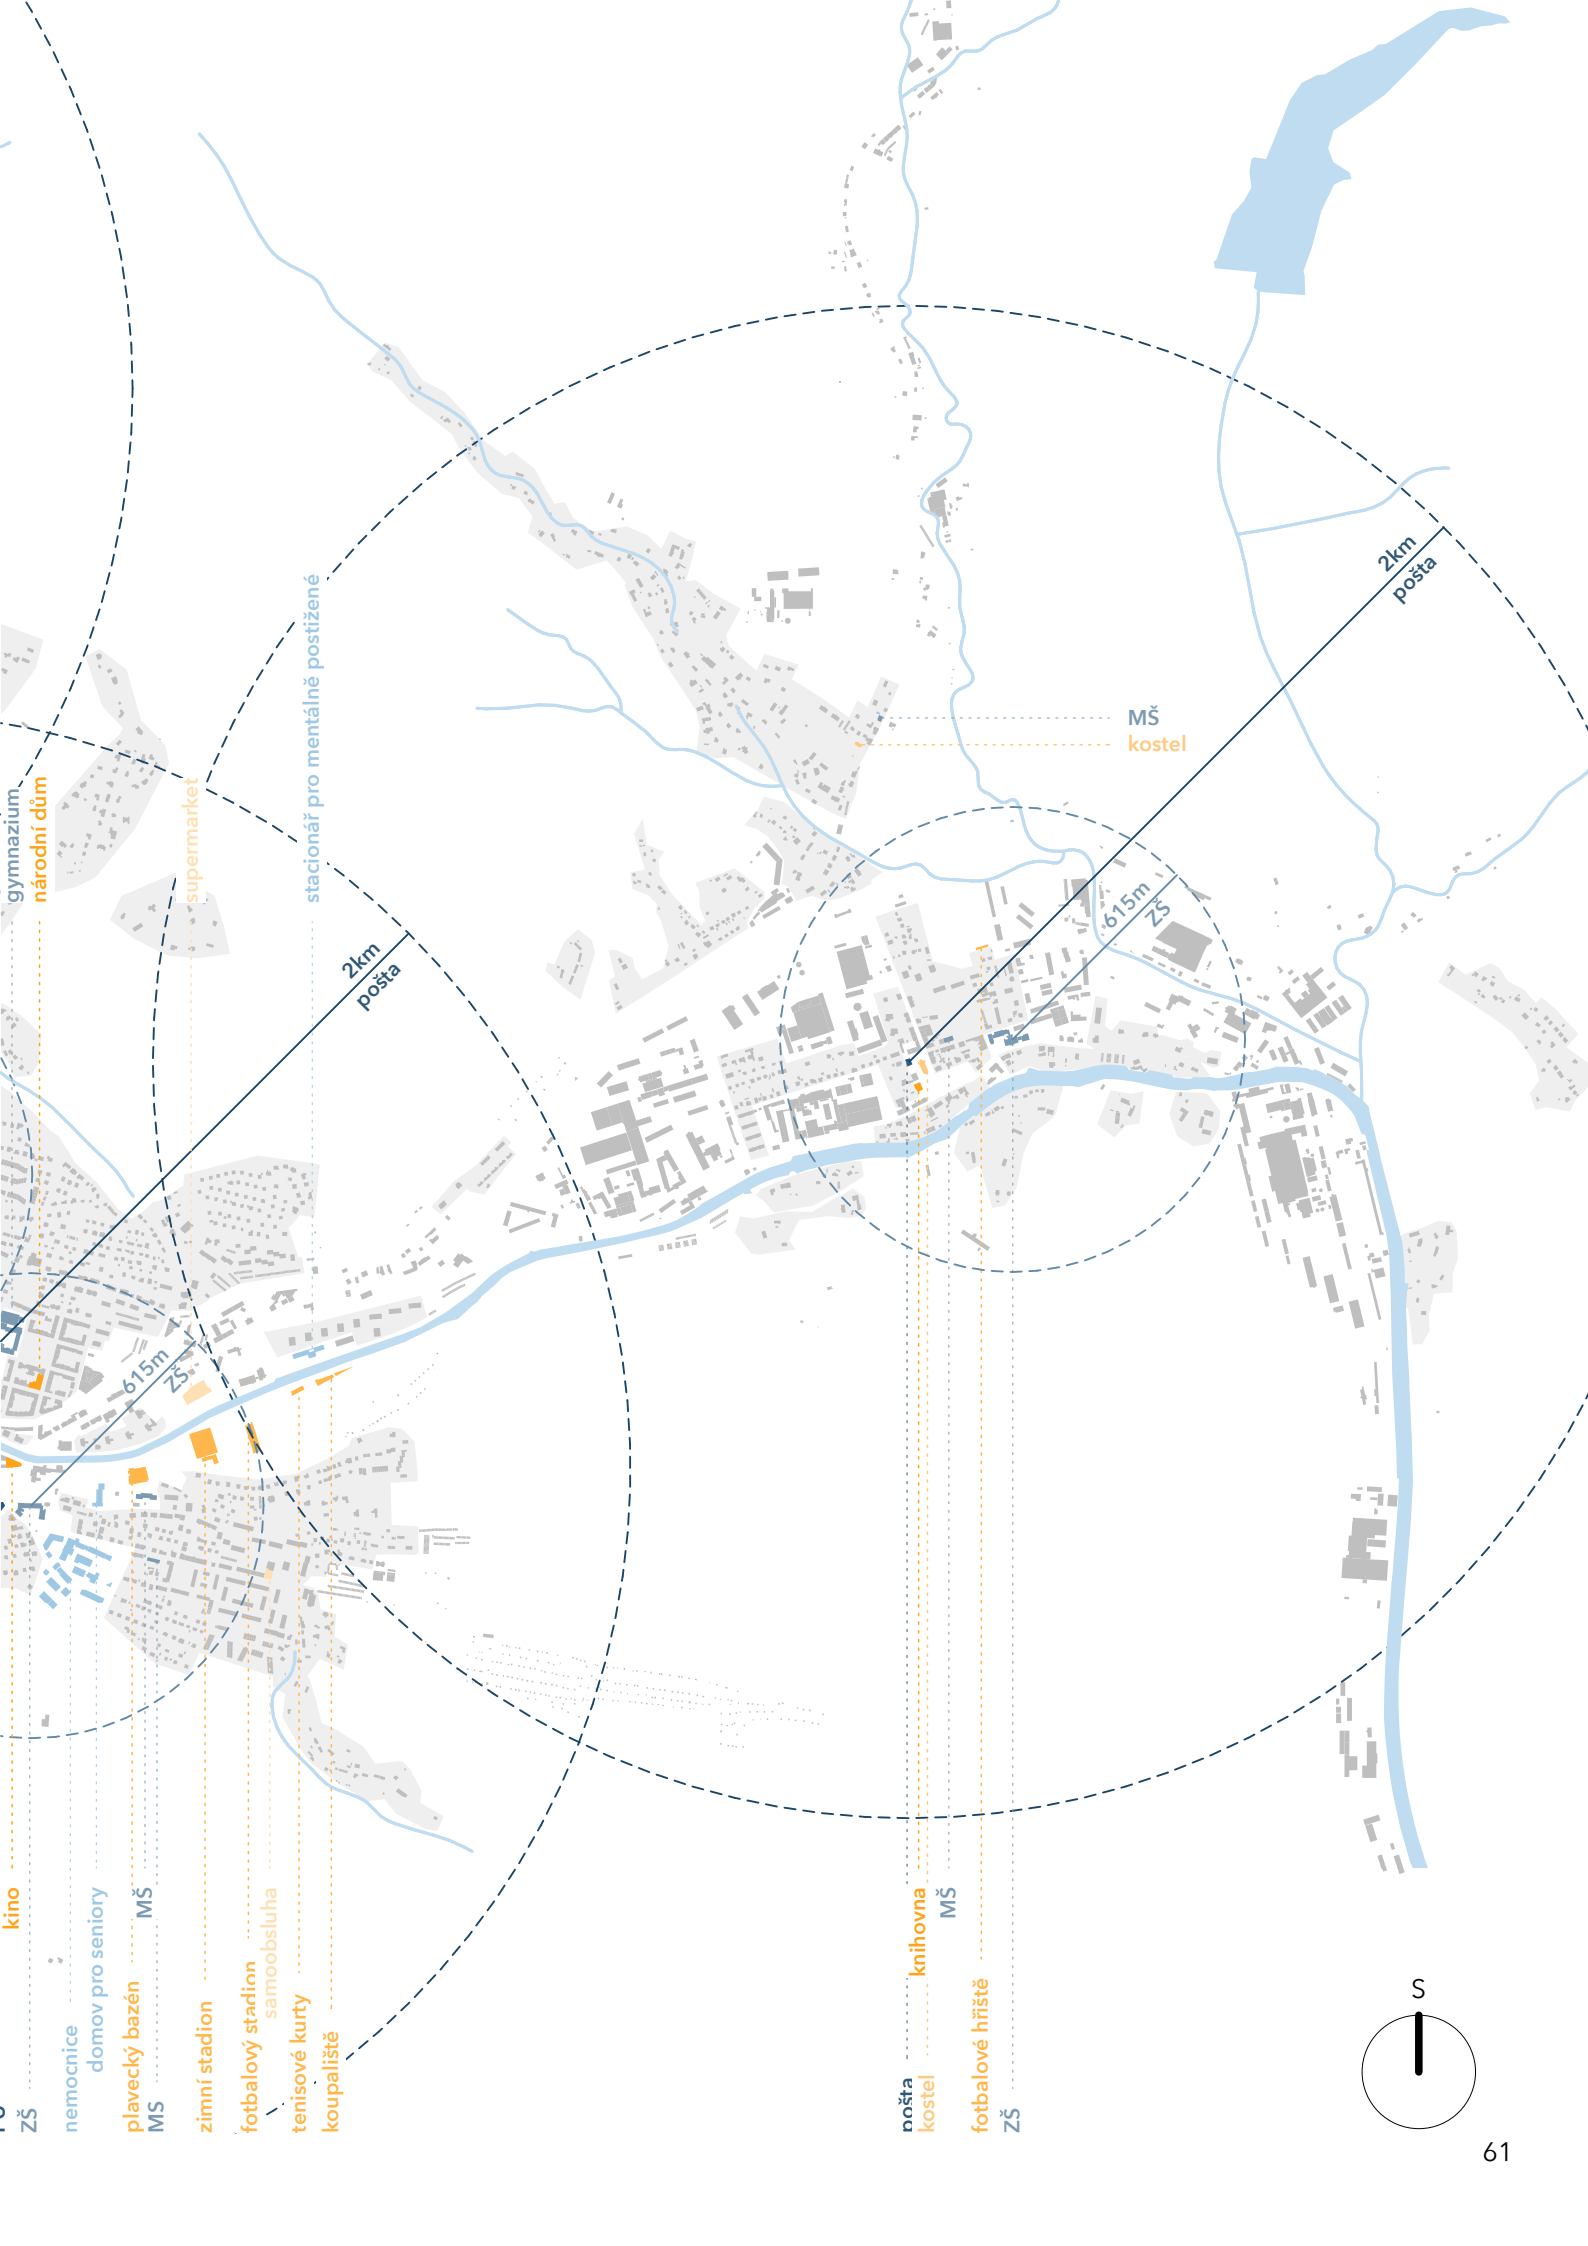 2km
pošta
stacionář pro mentálně postižené
MŠ
kostel
gymnazium
národní dům
supermarket
615m
ZŠ
2km
pošta
615m
ZŠ
kino
ZŠ
nemocnice
domov pro seniory
plavecký bazén
MŠ
MŠ
zimní stadion
fotbalový stadion
samoobsluha
tenisové kurty
koupaliště
pošta
knihovna
kostel
MŠ
fotbalové hřiště
ZŠ
S
61